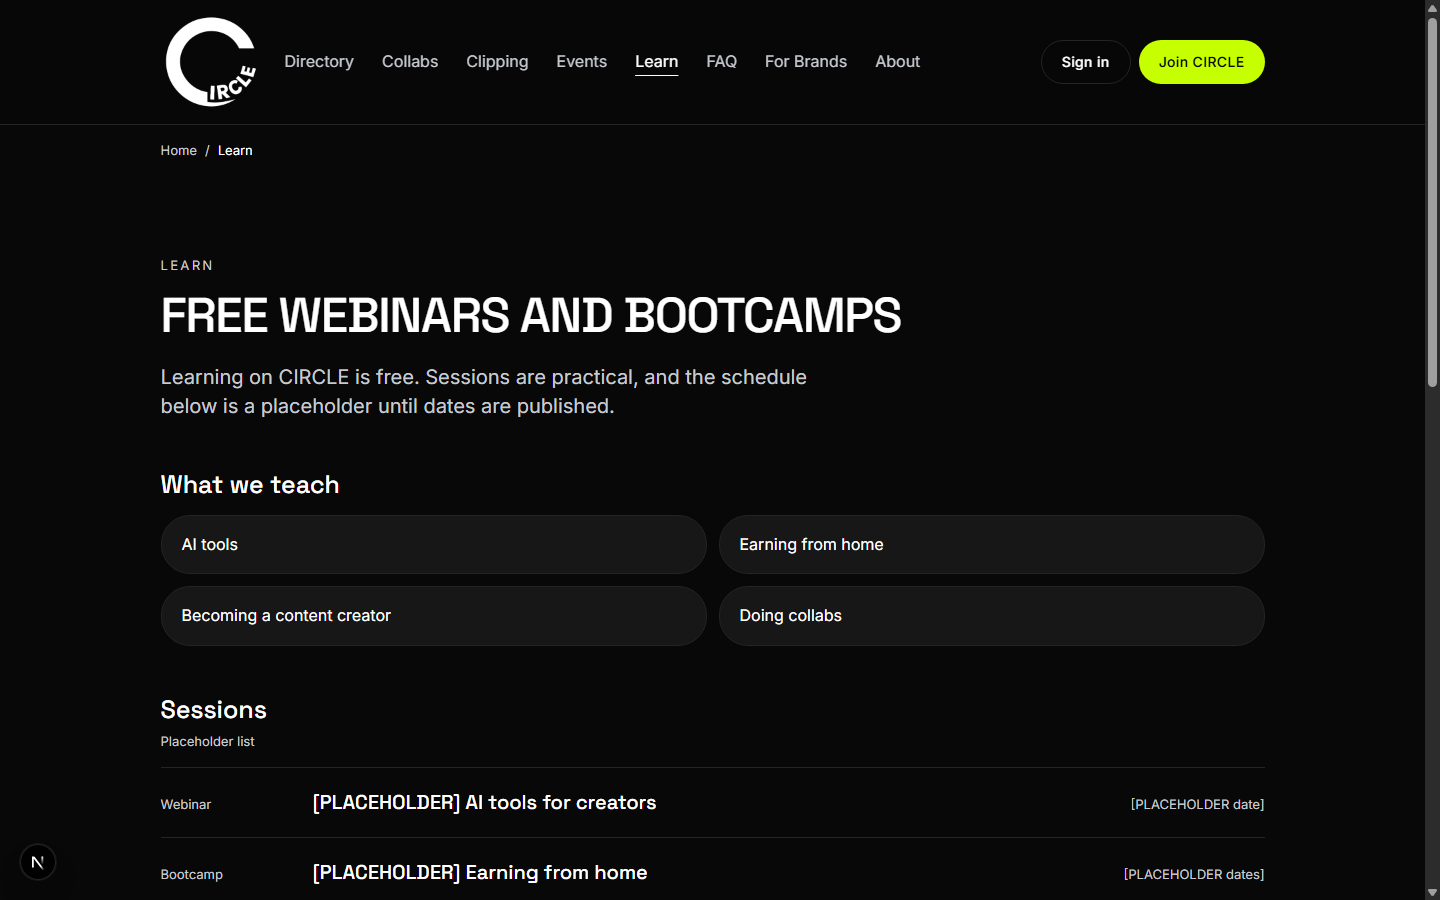 CIRCLE
Directory
Collabs
Clipping
Events
Learn
FAQ
For Brands
About
Sign in
Join CIRCLE
Home / Learn
LEARN
FREE WEBINARS AND BOOTCAMPS
Learning on CIRCLE is free. Sessions are practical, and the schedule
below is a placeholder until dates are published.
What we teach
AI tools
Earning from home
Becoming a content creator
Doing collabs
Sessions
Placeholder list
Webinar
[PLACEHOLDER] AI tools for creators
[PLACEHOLDER date]
Bootcamp
[PLACEHOLDER] Earning from home
[PLACEHOLDER dates]
N